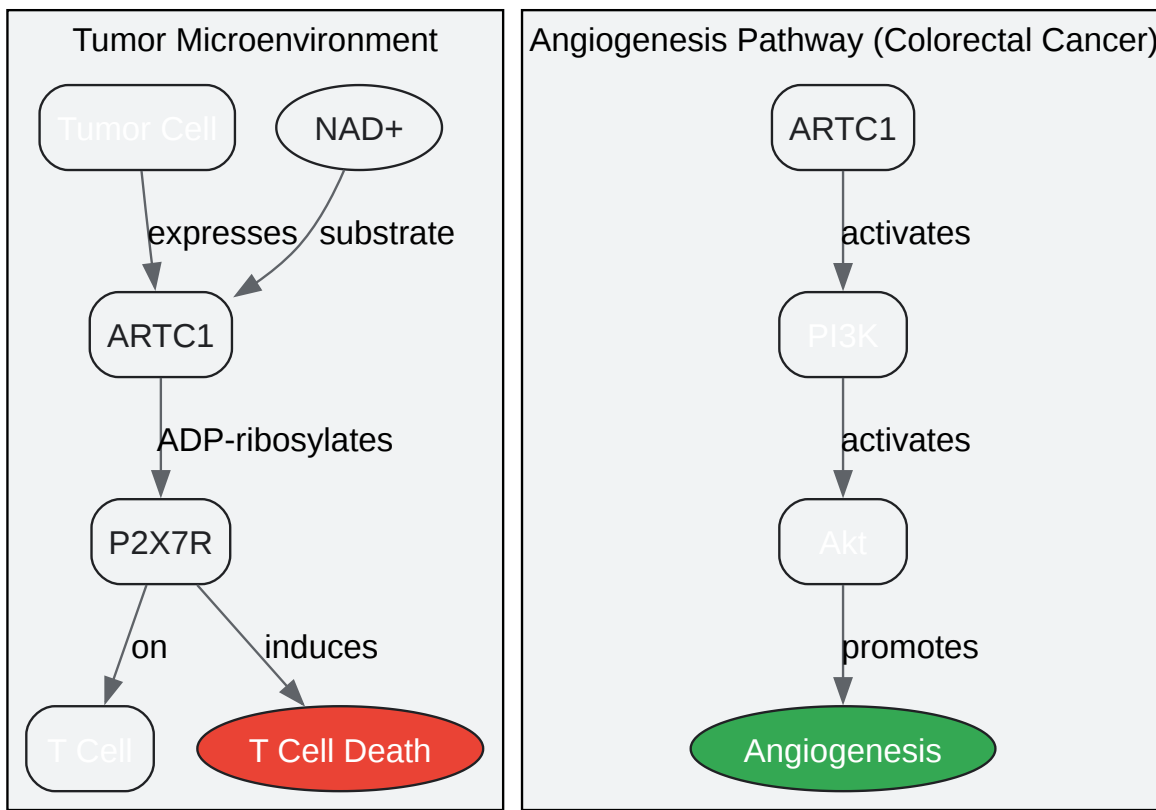 Tumor Microenvironment
Tumor Cell
NAD+
expresses
substrate
ARTC1
ADP-ribosylates
P2X7R
on
induces
T Cell
T Cell Death
Angiogenesis Pathway (Colorectal Cancer)
ARTC1
activates
PI3K
activates
Akt
promotes
Angiogenesis